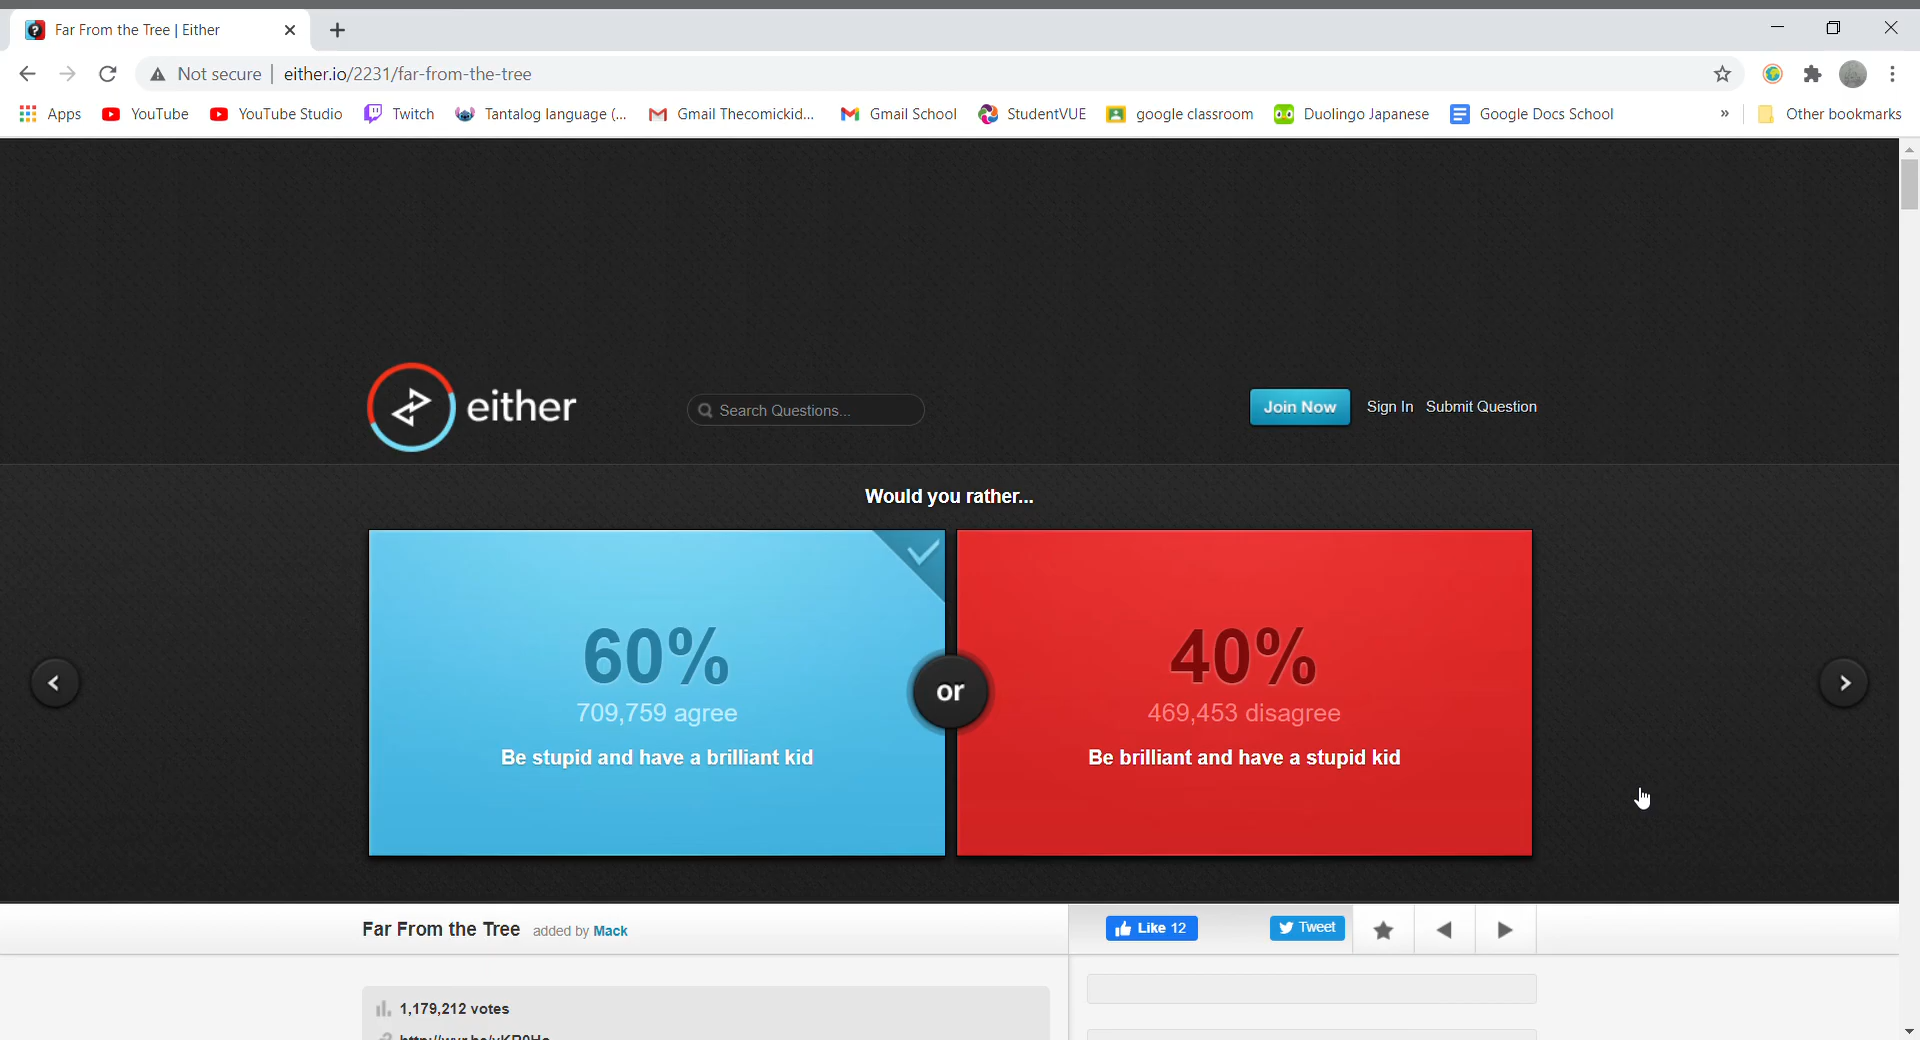 Far From the Tree | Either
Not secure | either.io/2231/far-from-the-tree
Apps YouTube YouTube Studio Twitch Tantalog language (... Gmail Thecomickid... Gmail School StudentVUE google classroom Duolingo Japanese Google Docs School » Other bookmarks
either
Search Questions...
Join Now Sign In Submit Question
Would you rather...
60%
709,759 agree
Be stupid and have a brilliant kid
or
40%
469,453 disagree
Be brilliant and have a stupid kid
Far From the Tree added by Mack
Like 12
Tweet
1,179,212 votes